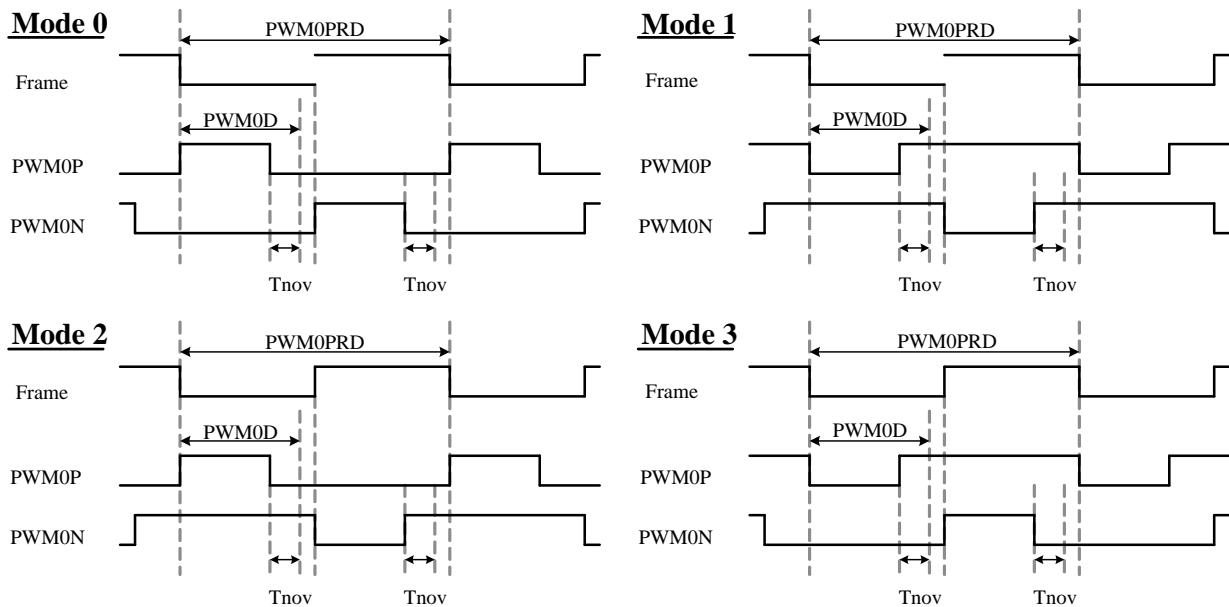 Mode 0
PWM0PRD
Frame
PWM0D
PWM0P
PWM0N
Tnov
Tnov
Mode 1
PWM0PRD
Frame
PWM0D
PWM0P
PWM0N
Tnov
Tnov
Mode 2
PWM0PRD
Frame
PWM0D
PWM0P
PWM0N
Tnov
Tnov
Mode 3
PWM0PRD
Frame
PWM0D
PWM0P
PWM0N
Tnov
Tnov